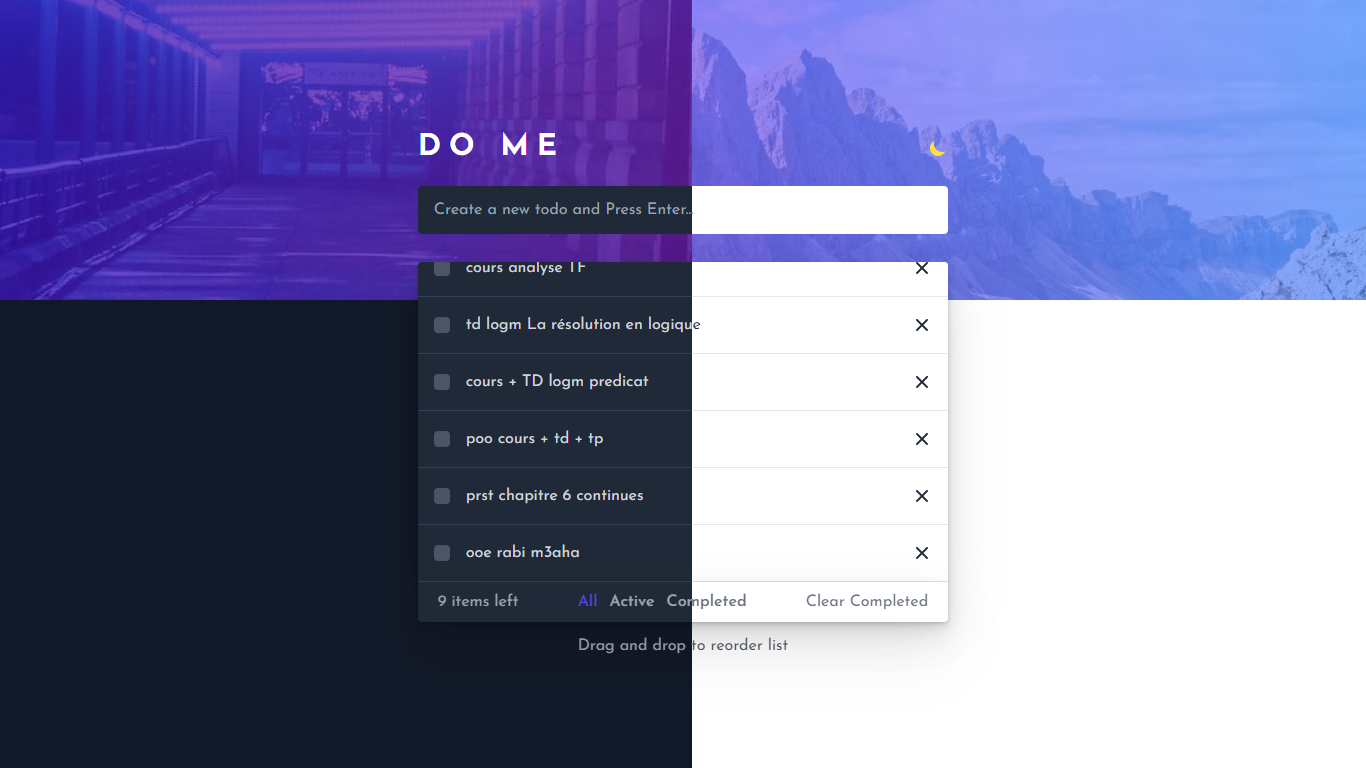 DO ME
Create a new todo and Press Enter..
cours analyse TF
td logm La résolution en logique
cours + TD logm predicat
poo cours + td + tp
prst chapitre 6 continues
ooe rabi m3aha
9 items left All Active Completed Clear Completed
Drag and drop to reorder list